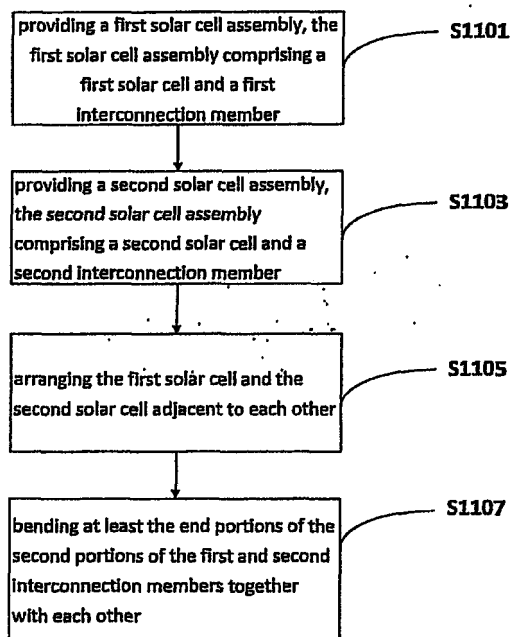 providing a first solar cell assembly, the
first solar cell assembly comprising a
first solar cell and a first
interconnection member
S1101
providing a second solar cell assembly,
the second solar cell assembly
comprising a second solar cell and a
second interconnection member
S1103
arranging the first solar cell and the
second solar cell adjacent to each other
S1105
bending at least the end portions of the
second portions of the first and second
interconnection members together
with each other
S1107